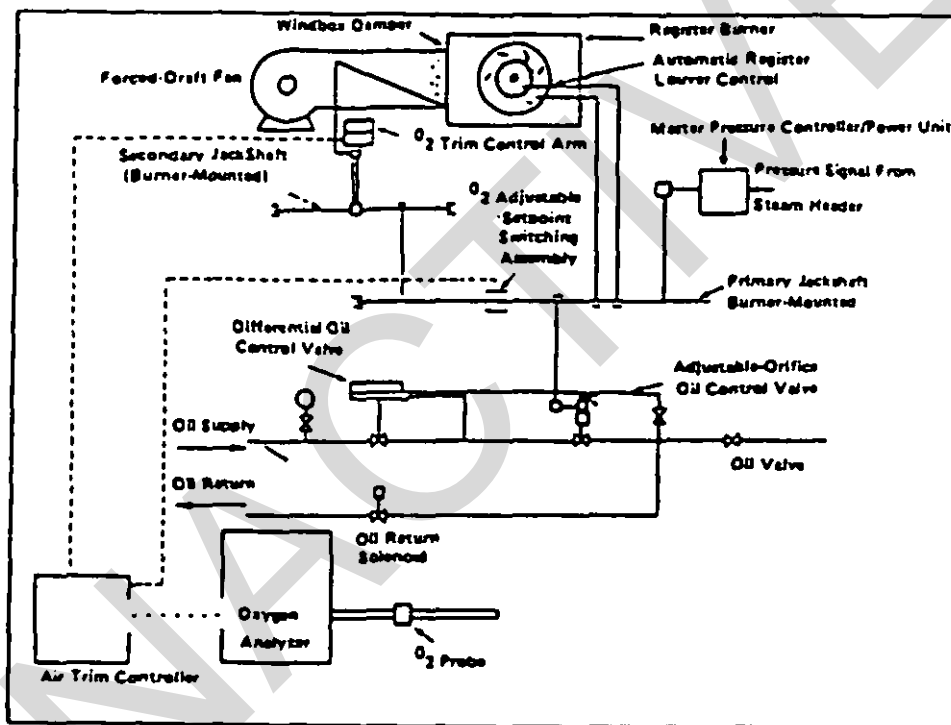 Windbox Damper
Register Burner
Forced-Draft Fan
Automatic Register
Louver Control
O2 Trim Control Arm
Master Pressure Controller/Power Unit
Secondary Jackshaft
(Burner-Mounted)
Pressure Signal From
Steam Header
O2 Adjustable
Setpoint
Switching
Assembly
Primary Jackshaft
Burner-Mounted
Differential Oil
Control Valve
Adjustable-Orifice
Oil Control Valve
Oil Supply
Oil Valve
Oil Return
Oil Return
Solenoid
Oxygen
Analyzer
O2 Probe
Air Trim Controller
NACTIVE